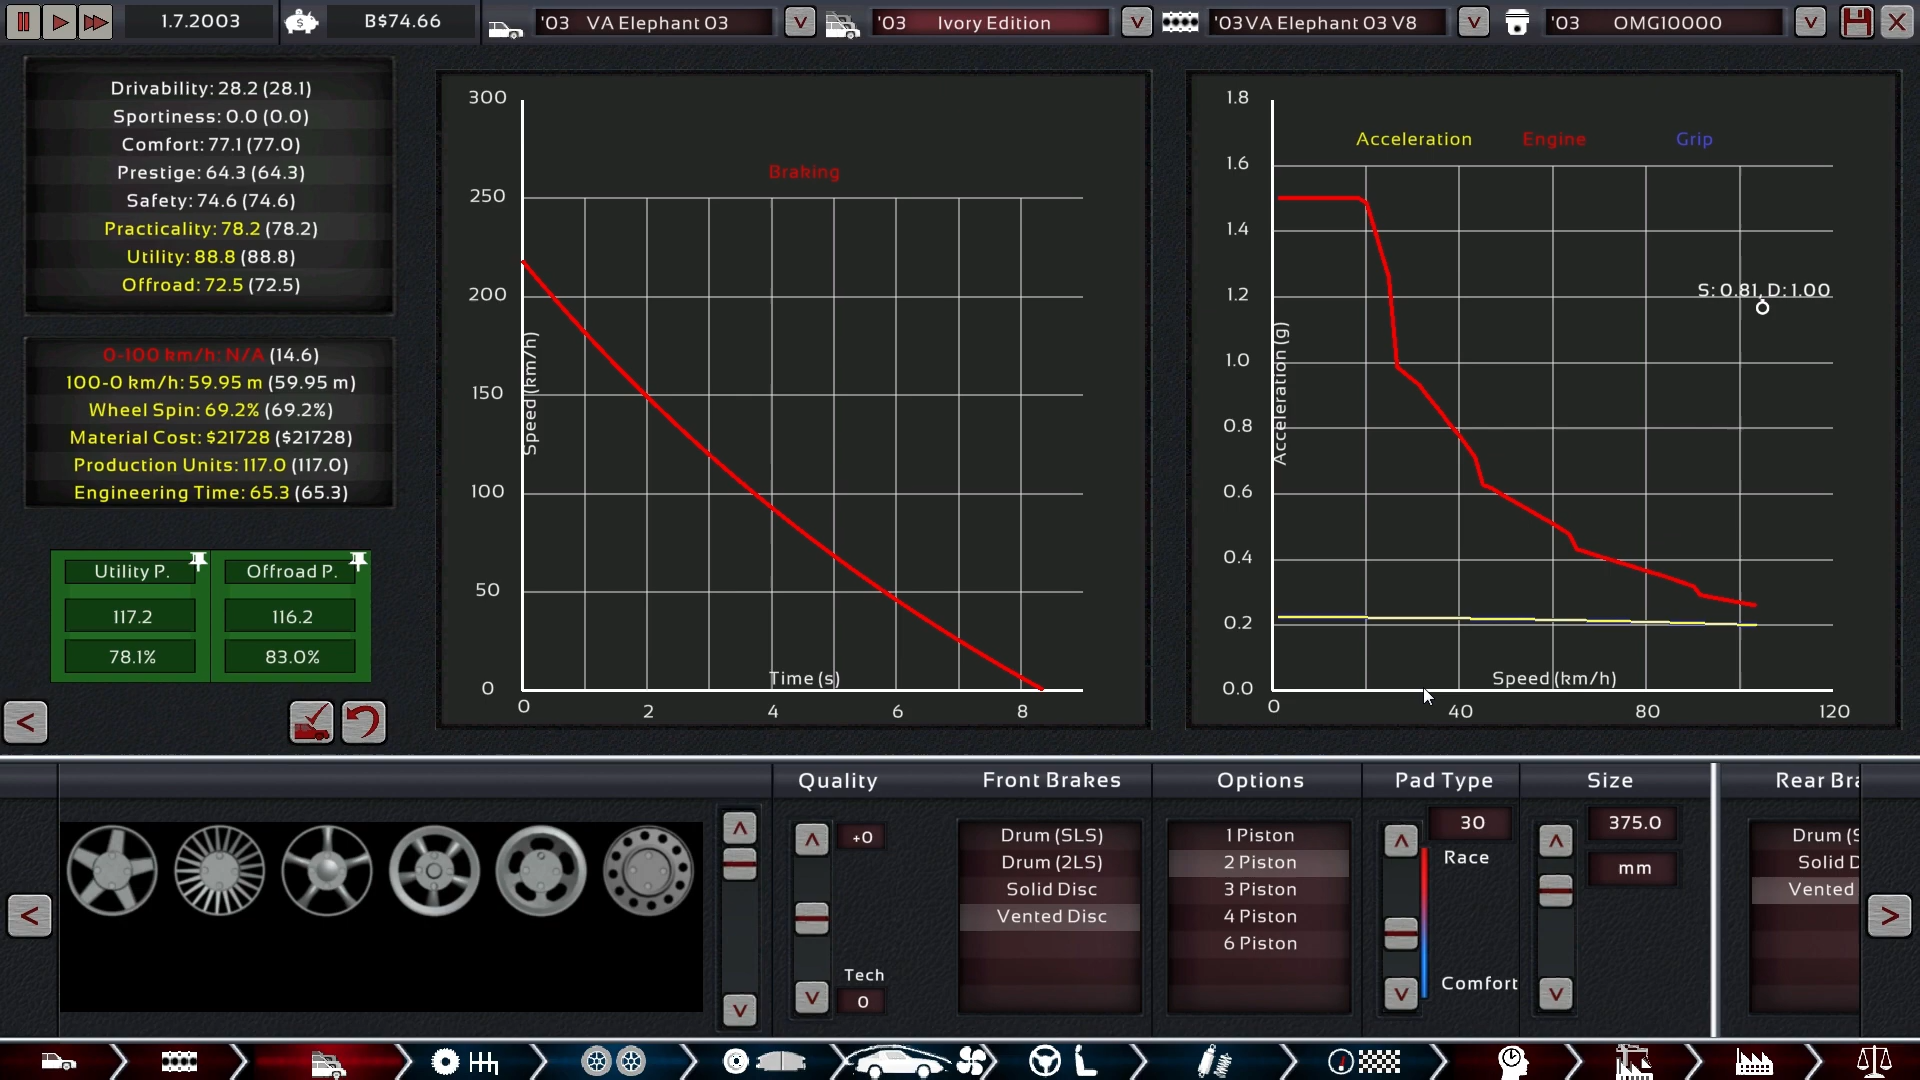 1.7.2003
B$74.66
'03 VA Elephant 03
'03 Ivory Edition
'03VA Elephant 03 V8
'03 OMG10000
Drivability: 28.2 (28.1)
Sportiness: 0.0 (0.0)
Comfort: 77.1 (77.0)
Prestige: 64.3 (64.3)
Safety: 74.6 (74.6)
Practicality: 78.2 (78.2)
Utility: 88.8 (88.8)
Offroad: 72.5 (72.5)
0-100 km/h: N/A (14.6)
100-0 km/h: 59.95 m (59.95 m)
Wheel Spin: 69.2% (69.2%)
Material Cost: $21728 ($21728)
Production Units: 117.0 (117.0)
Engineering Time: 65.3 (65.3)
Utility P.
117.2
78.1%
Offroad P.
116.2
83.0%
300
250
200
150
100
50
0
Braking
Speed (km/h)
Time (s)
0 2 4 6 8
1.8
1.6
1.4
1.2
1.0
0.8
0.6
0.4
0.2
0.0
Acceleration Engine Grip
S: 0.81, D: 1.00
Acceleration (g)
Speed (km/h)
0 40 80 120
Quality
+0
Tech
0
Front Brakes
Drum (SLS)
Drum (2LS)
Solid Disc
Vented Disc
Options
1 Piston
2 Piston
3 Piston
4 Piston
6 Piston
Pad Type
30
Race
Comfort
Size
375.0
mm
Rear Bra
Drum (S
Solid D
Vented